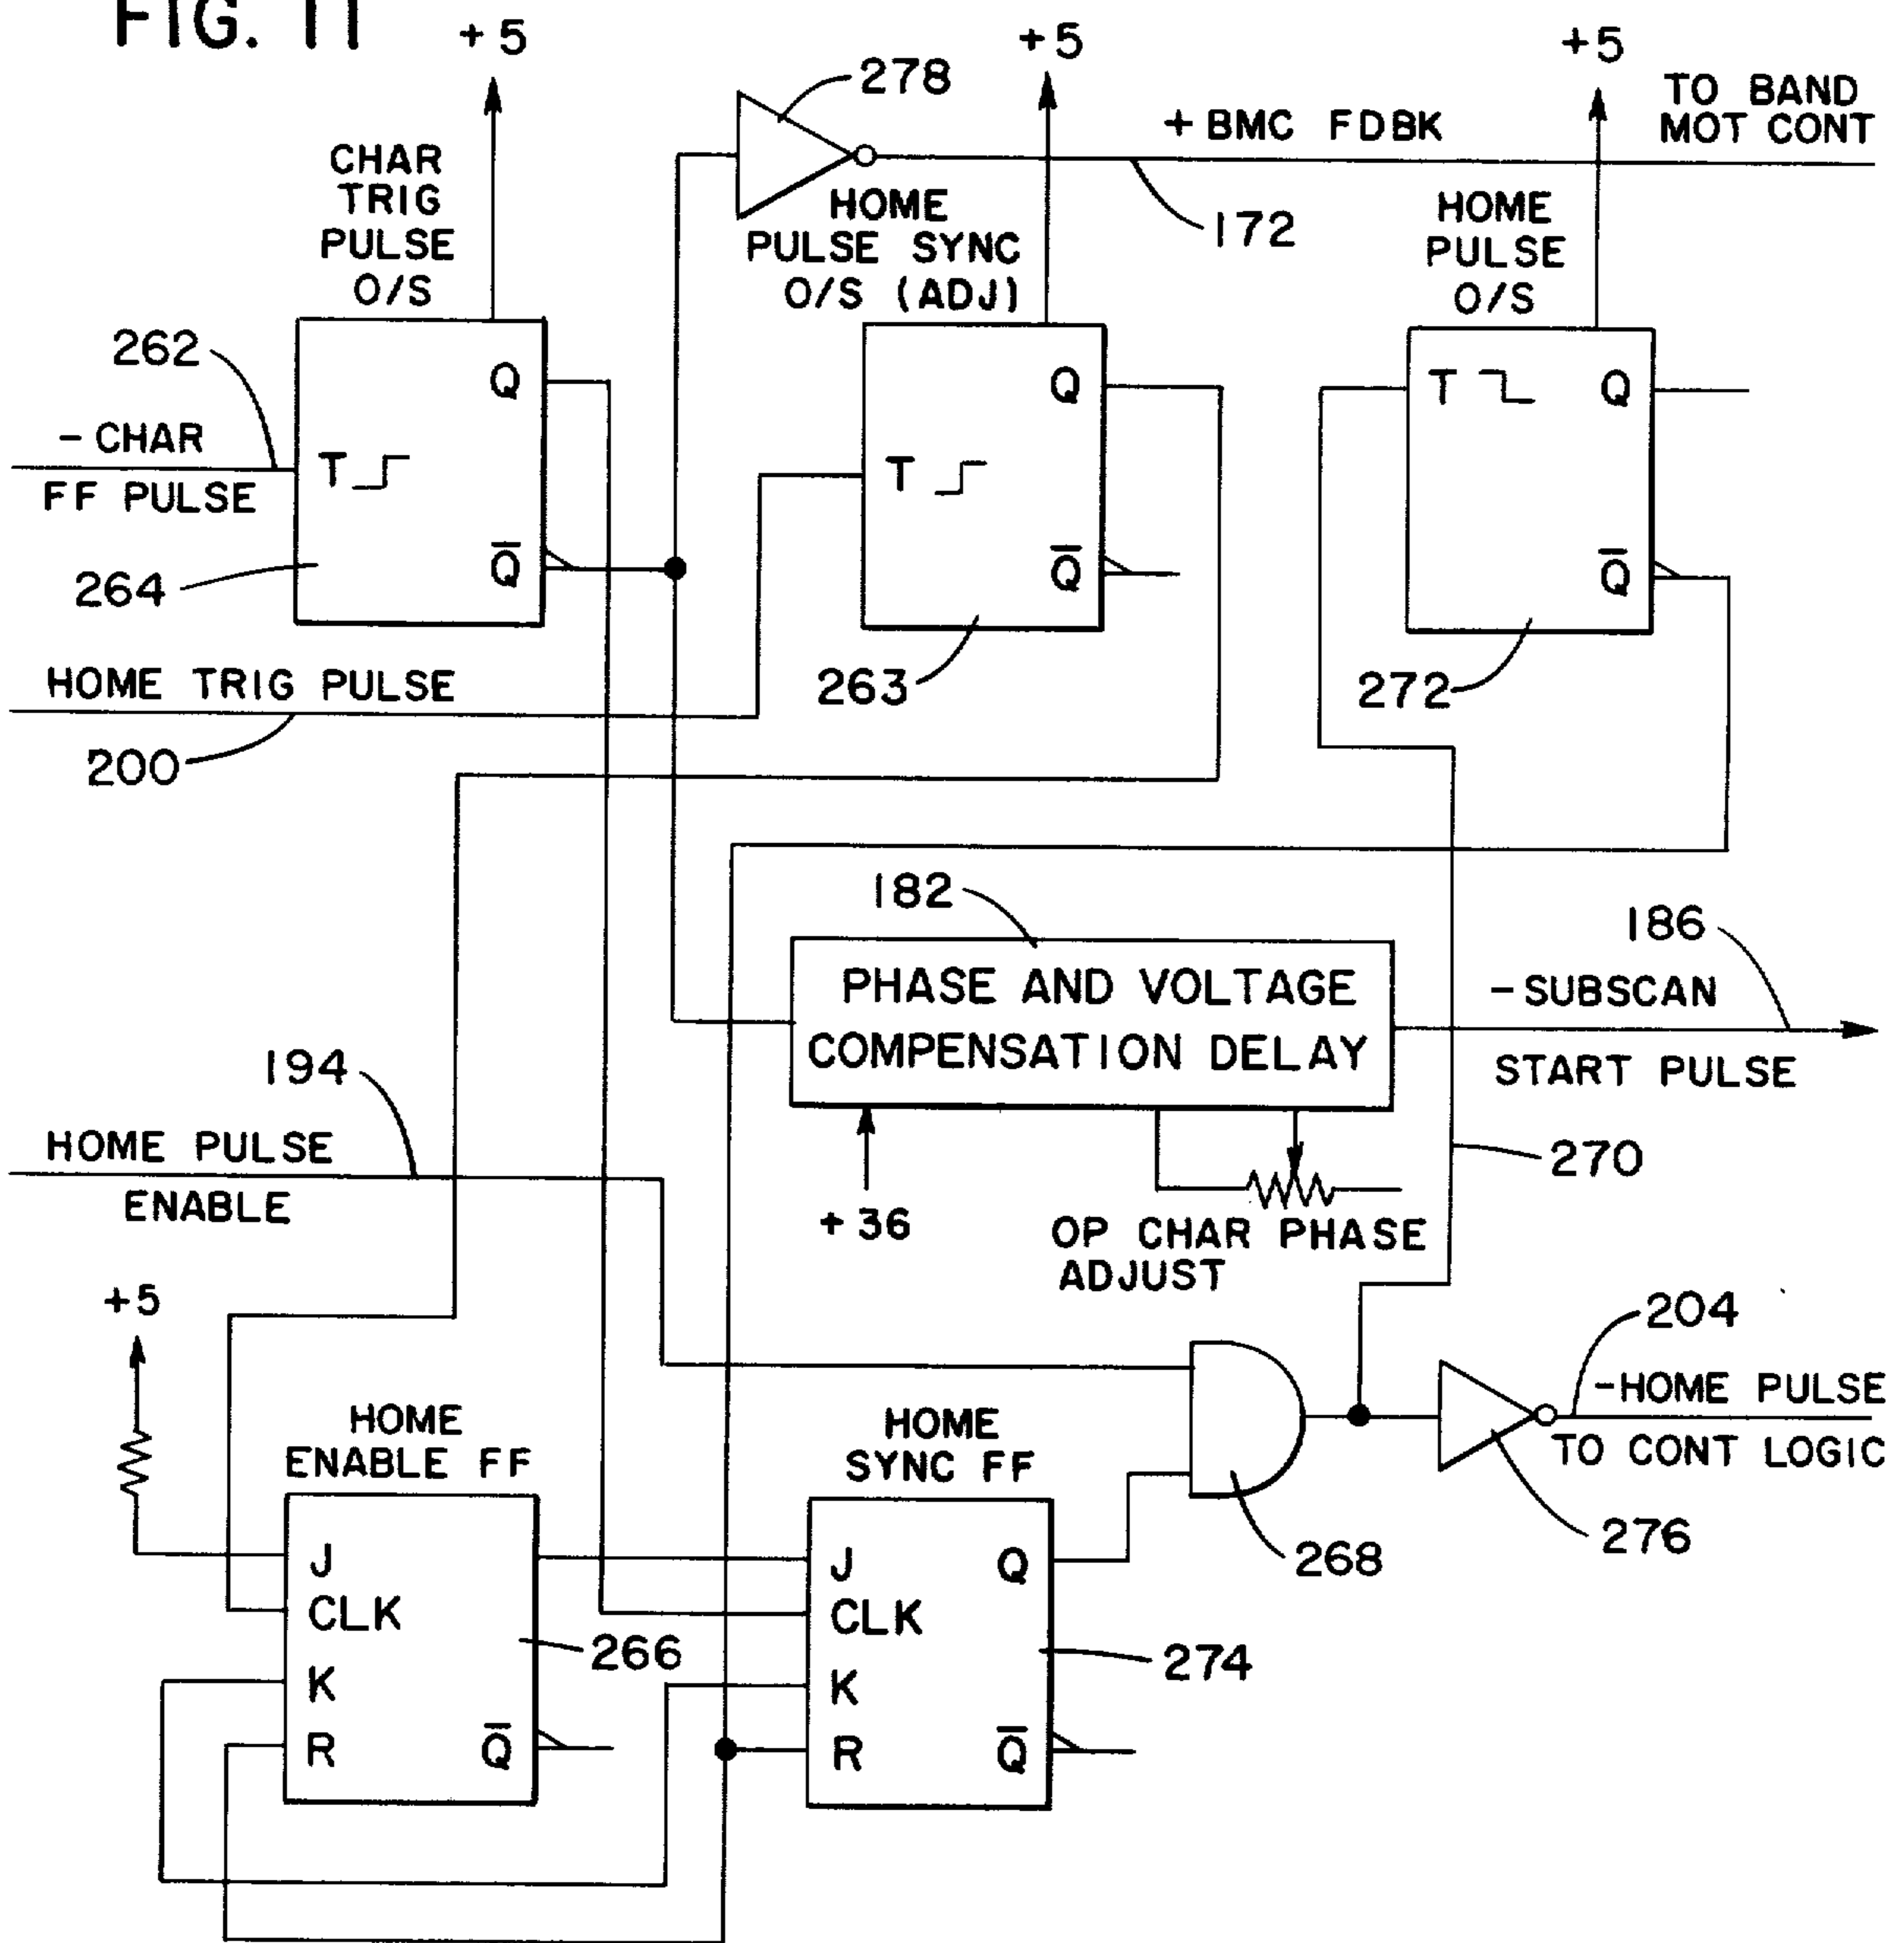 FIG. 11
+5
+5
+5
278
+BMC FDBK
TO BAND
MOT CONT
172
CHAR
TRIG
PULSE
O/S
HOME
PULSE SYNC
O/S (ADJ)
HOME
PULSE
O/S
262
-CHAR
FF PULSE
T
Q
Q̅
264
T
Q
Q̅
263
T
Q
Q̅
272
HOME TRIG PULSE
200
182
PHASE AND VOLTAGE
COMPENSATION DELAY
186
-SUBSCAN
START PULSE
194
HOME PULSE
ENABLE
+36
OP CHAR PHASE
ADJUST
270
+5
204
-HOME PULSE
TO CONT LOGIC
276
268
HOME
ENABLE FF
J
CLK
K
R
Q̅
266
HOME
SYNC FF
J
Q
CLK
K
R
Q̅
274